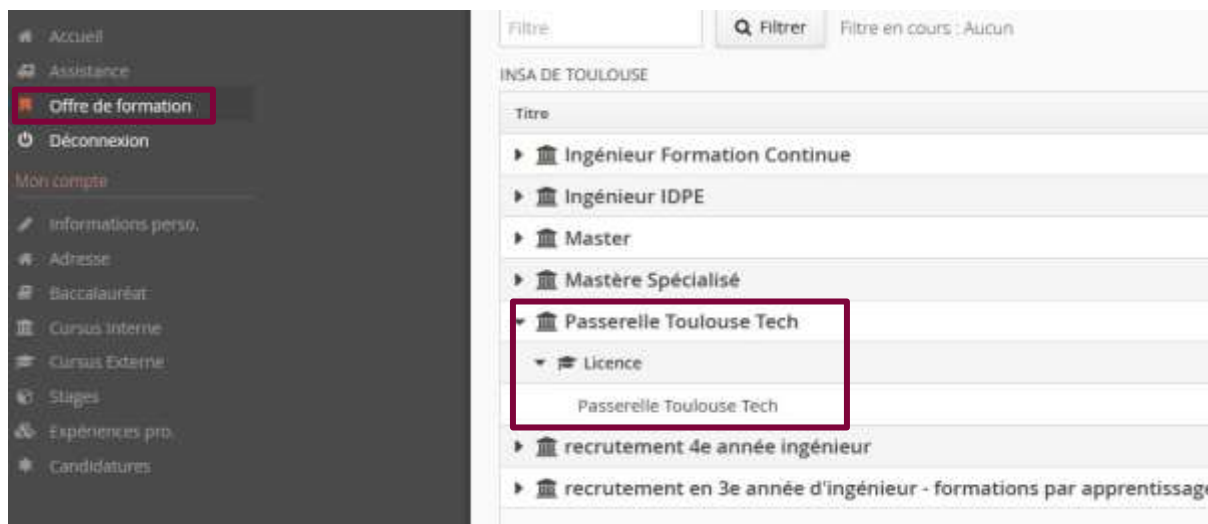 Accueil
Assistance
Offre de formation
Déconnexion
Mon compte
Informations perso.
Adresse
Baccalauréat
Cursus Interne
Cursus Externe
Stages
Expériences pro.
Candidatures
Filtre
Filtrer
Filtre en cours : Aucun
INSA DE TOULOUSE
Titre
Ingénieur Formation Continue
Ingénieur IDPE
Master
Mastère Spécialisé
Passerelle Toulouse Tech
Licence
Passerelle Toulouse Tech
recrutement 4e année ingénieur
recrutement en 3e année d'ingénieur - formations par apprentissage